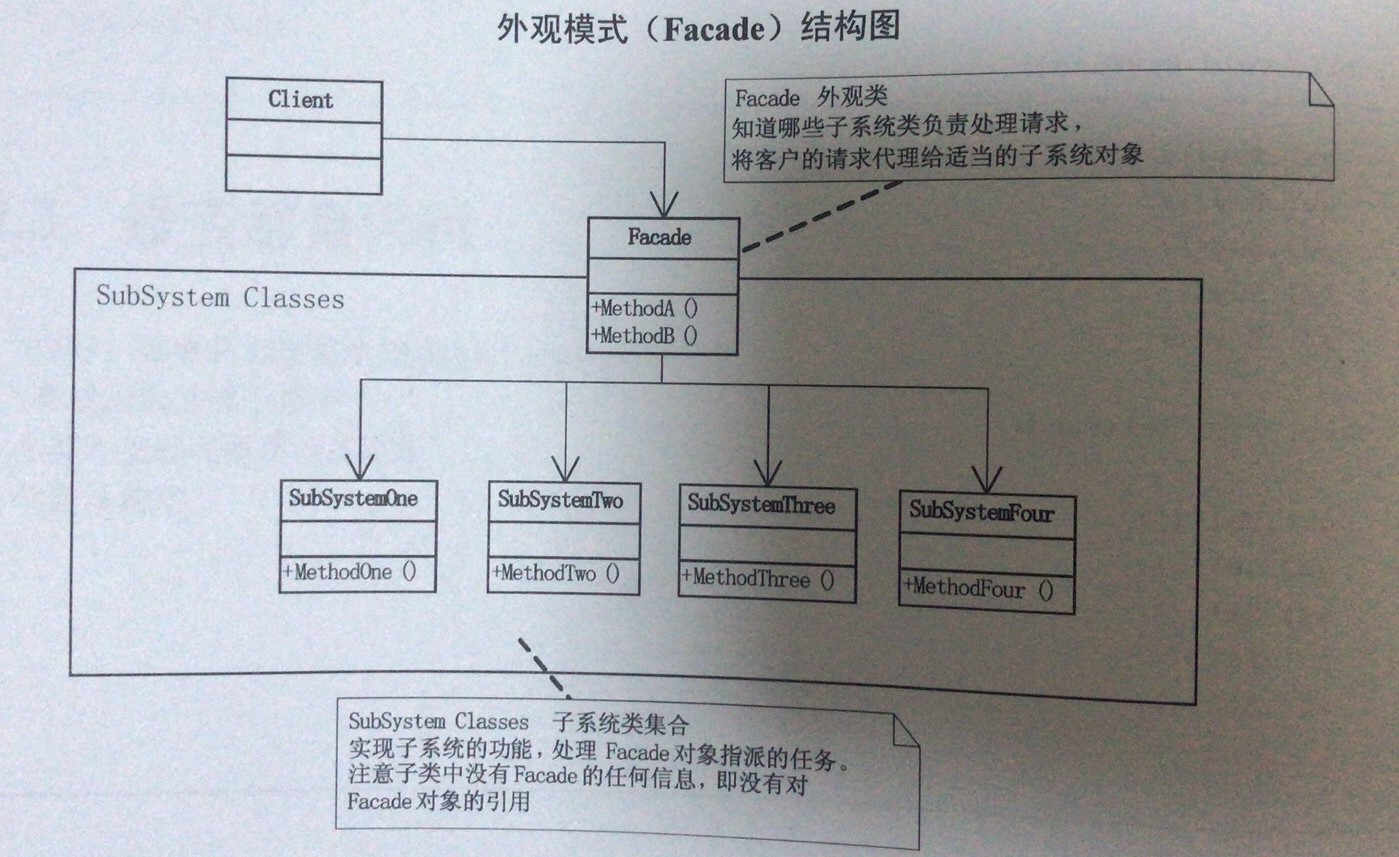 外观模式（Facade）结构图
Client
Facade 外观类
知道哪些子系统类负责处理请求，
将客户的请求代理给适当的子系统对象
Facade
+MethodA ()
+MethodB ()
SubSystem Classes
SubSystemOne
+MethodOne ()
SubSystemTwo
+MethodTwo ()
SubSystemThree
+MethodThree ()
SubSystemFour
+MethodFour ()
SubSystem Classes 子系统类集合
实现子系统的功能，处理 Facade对象指派的任务。
注意子类中没有Facade的任何信息，即没有对
Facade对象的引用